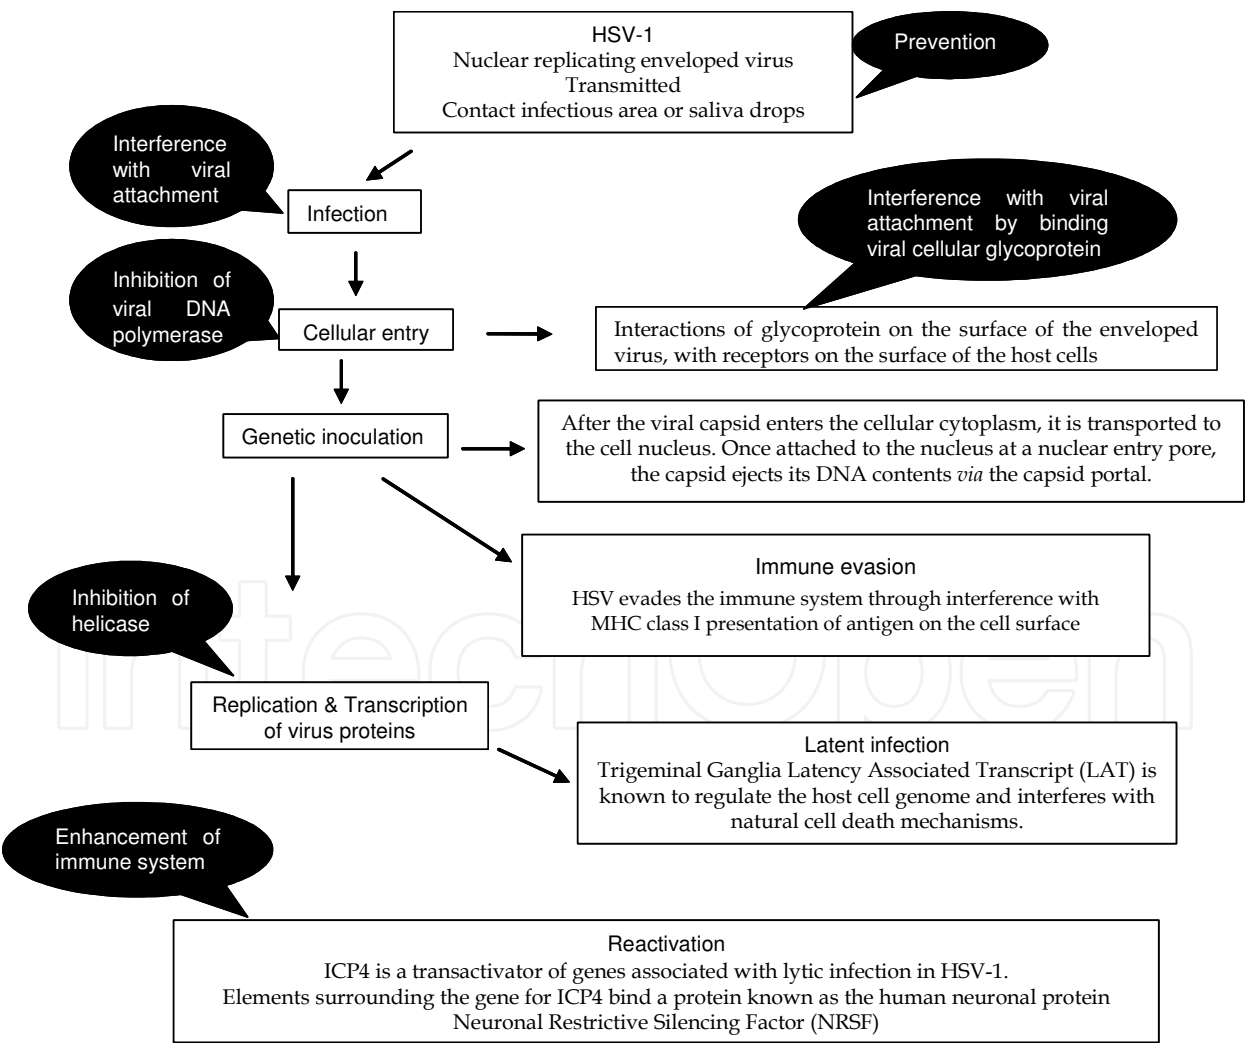 HSV-1
Nuclear replicating enveloped virus
Transmitted
Contact infectious area or saliva drops
Prevention
Interference
with viral
attachment
Infection
Interference with viral
attachment by binding
viral cellular glycoprotein
Inhibition of
viral DNA
polymerase
Cellular entry
Interactions of glycoprotein on the surface of the enveloped
virus, with receptors on the surface of the host cells
Genetic inoculation
After the viral capsid enters the cellular cytoplasm, it is transported to
the cell nucleus. Once attached to the nucleus at a nuclear entry pore,
the capsid ejects its DNA contents via the capsid portal.
Immune evasion
HSV evades the immune system through interference with
MHC class I presentation of antigen on the cell surface
Inhibition of
helicase
IntechOpen
Replication & Transcription
of virus proteins
Latent infection
Trigeminal Ganglia Latency Associated Transcript (LAT) is
known to regulate the host cell genome and interferes with
natural cell death mechanisms.
Enhancement of
immune system
Reactivation
ICP4 is a transactivator of genes associated with lytic infection in HSV-1.
Elements surrounding the gene for ICP4 bind a protein known as the human neuronal protein
Neuronal Restrictive Silencing Factor (NRSF)